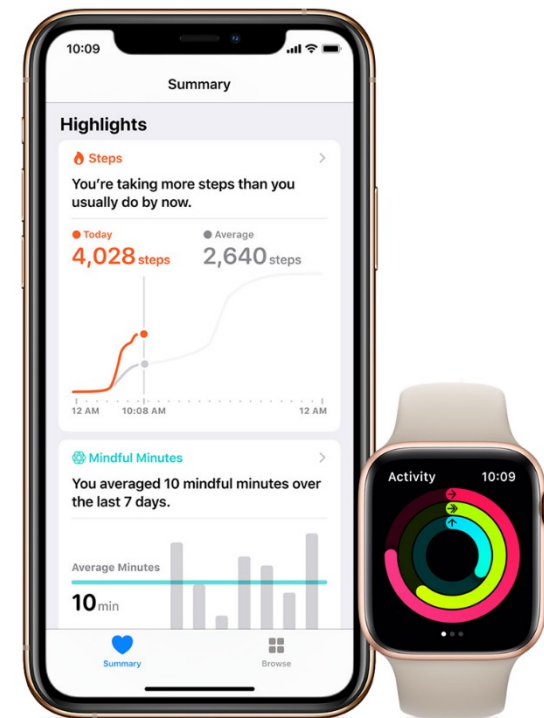 10:09
Summary
Highlights
Steps
You're taking more steps than you
usually do by now.
Today
Average
4,028 steps
2,640 steps
12 AM
10:08 AM
12 AM
Mindful Minutes
You averaged 10 mindful minutes over
the last 7 days.
Average Minutes
10 min
Summary
Browse
Activity
10:09